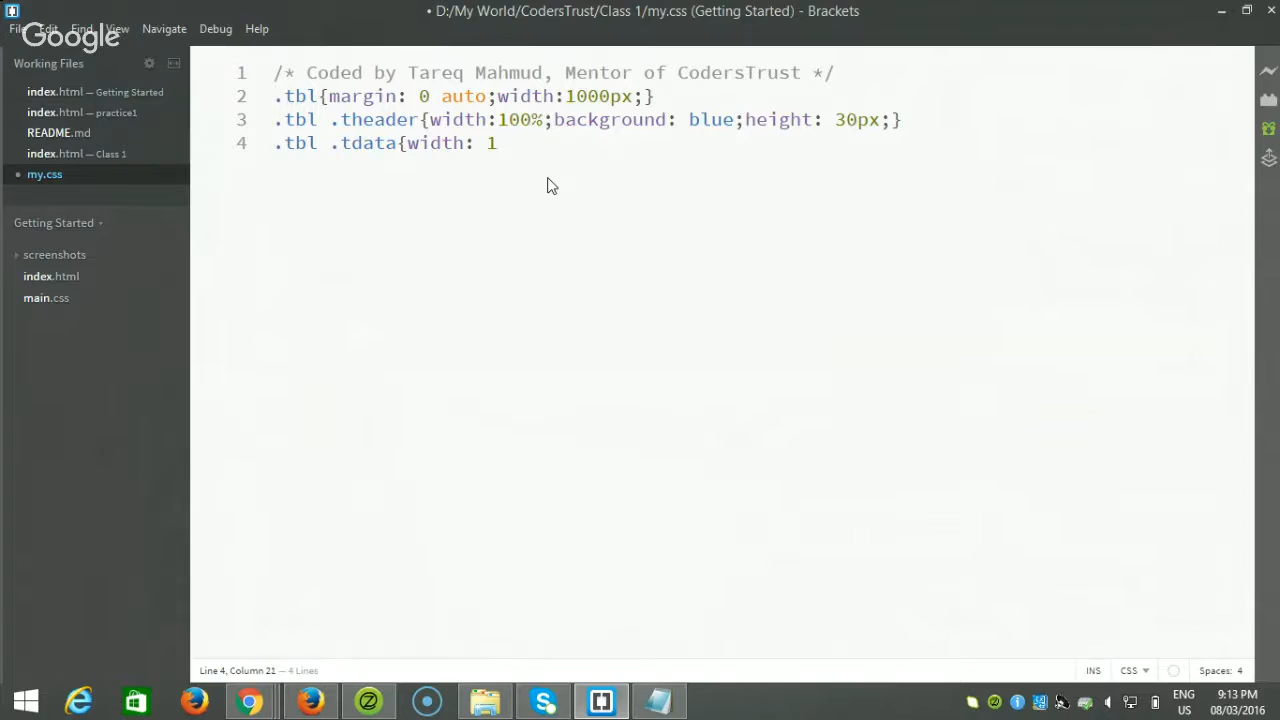 • D:/My World/CodersTrust/Class 1/my.css (Getting Started) - Brackets
File Edit Find View Navigate Debug Help
Google
Working Files
index.html — Getting Started
index.html — practice1
README.md
index.html — Class 1
• my.css
Getting Started
screenshots
index.html
main.css
1 /* Coded by Tareq Mahmud, Mentor of CodersTrust */
2 .tbl{margin: 0 auto;width:1000px;}
3 .tbl .theader{width:100%;background: blue;height: 30px;}
4 .tbl .tdata{width: 1
Line 4, Column 21 — 4 Lines
INS CSS Spaces: 4
ENG 9:13 PM
US 08/03/2016